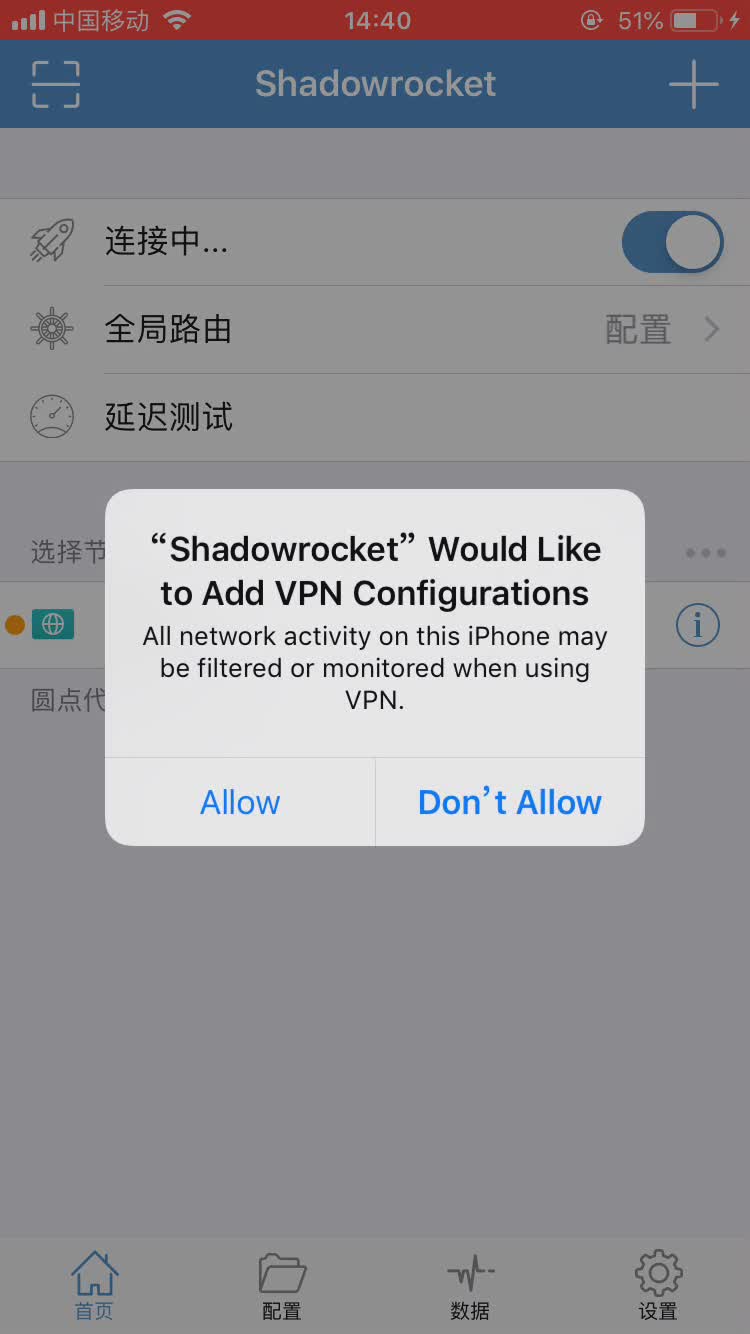 中国移动 14:40 51%
Shadowrocket
连接中...
全局路由 配置
延迟测试
选择节
“Shadowrocket” Would Like
to Add VPN Configurations
All network activity on this iPhone may
be filtered or monitored when using
VPN.
圆点代
Allow Don’t Allow
首页 配置 数据 设置